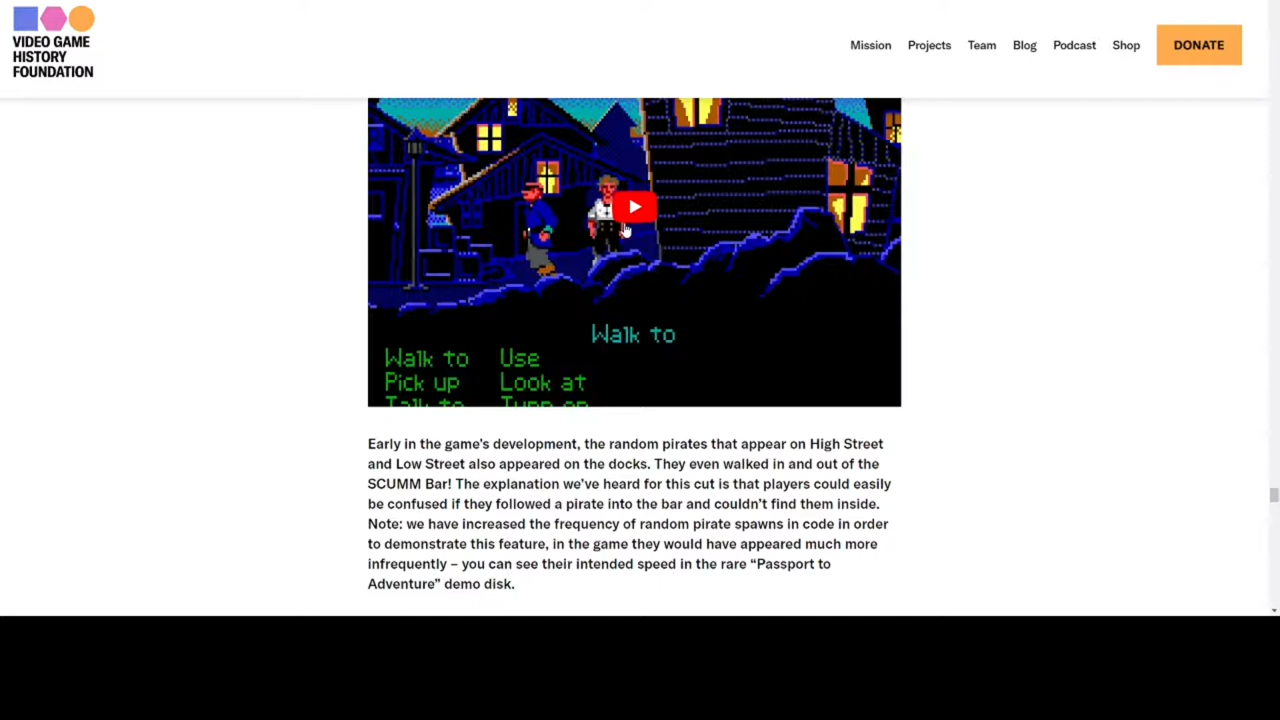 VIDEO GAME
HISTORY
FOUNDATION
Mission Projects Team Blog Podcast Shop DONATE
Walk to
Walk to Use
Pick up Look at
Talk to Turn on
Early in the game's development, the random pirates that appear on High Street
and Low Street also appeared on the docks. They even walked in and out of the
SCUMM Bar! The explanation we've heard for this cut is that players could easily
be confused if they followed a pirate into the bar and couldn't find them inside.
Note: we have increased the frequency of random pirate spawns in code in order
to demonstrate this feature, in the game they would have appeared much more
infrequently – you can see their intended speed in the rare “Passport to
Adventure” demo disk.